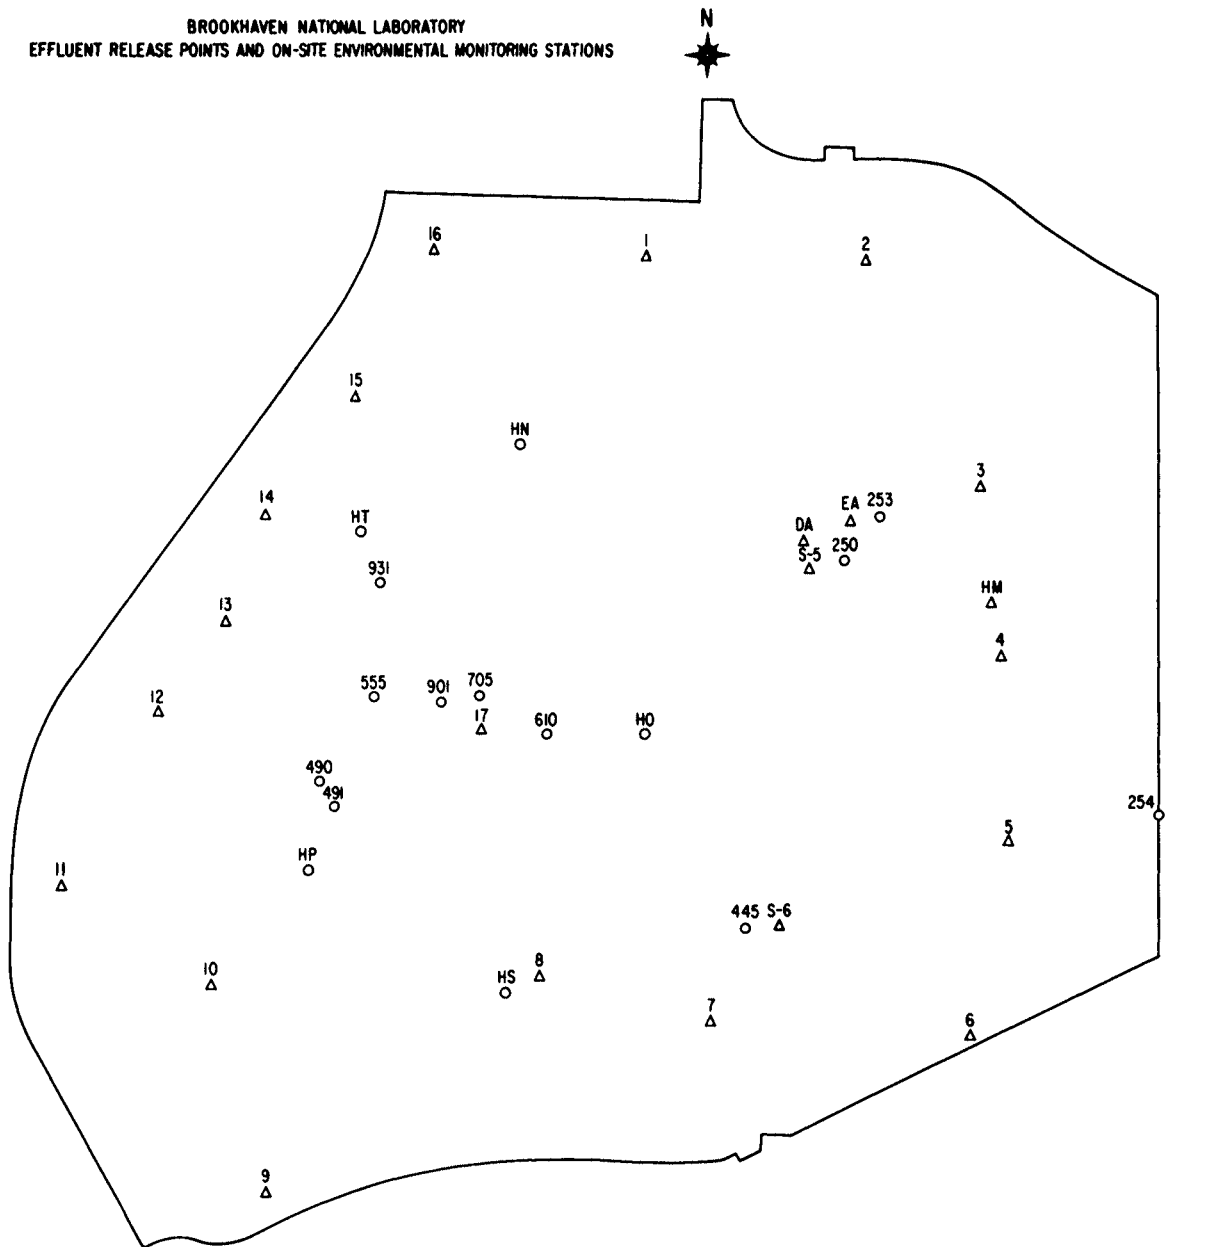 BROOKHAVEN NATIONAL LABORATORY
EFFLUENT RELEASE POINTS AND ON-SITE ENVIRONMENTAL MONITORING STATIONS
N
16
1
2
15
HN
3
14
HT
EA
253
DA
S-5
250
931
HM
13
4
555
901
705
12
17
610
HO
490
491
254
5
HP
11
445
S-6
8
10
HS
7
6
9